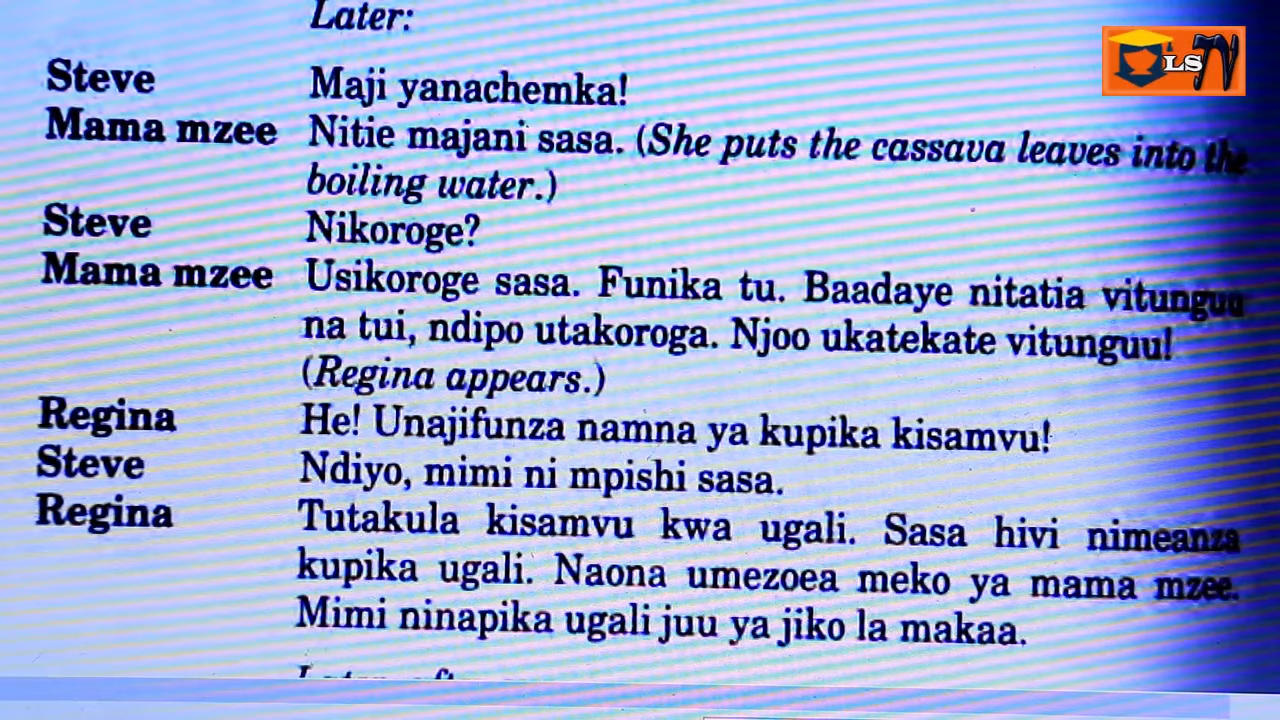 Later:
Steve Maji yanachemka!
Mama mzee Nitie majani sasa. (She puts the cassava leaves into the
boiling water.)
Steve Nikoroge?
Mama mzee Usikoroge sasa. Funika tu. Baadaye nitatia vitunguu
na tui, ndipo utakoroga. Njoo ukatekate vitunguu!
(Regina appears.)
Regina He! Unajifunza namna ya kupika kisamvu!
Steve Ndiyo, mimi ni mpishi sasa.
Regina Tutakula kisamvu kwa ugali. Sasa hivi nimeanza
kupika ugali. Naona umezoea meko ya mama mzee.
Mimi ninapika ugali juu ya jiko la makaa.
LSN